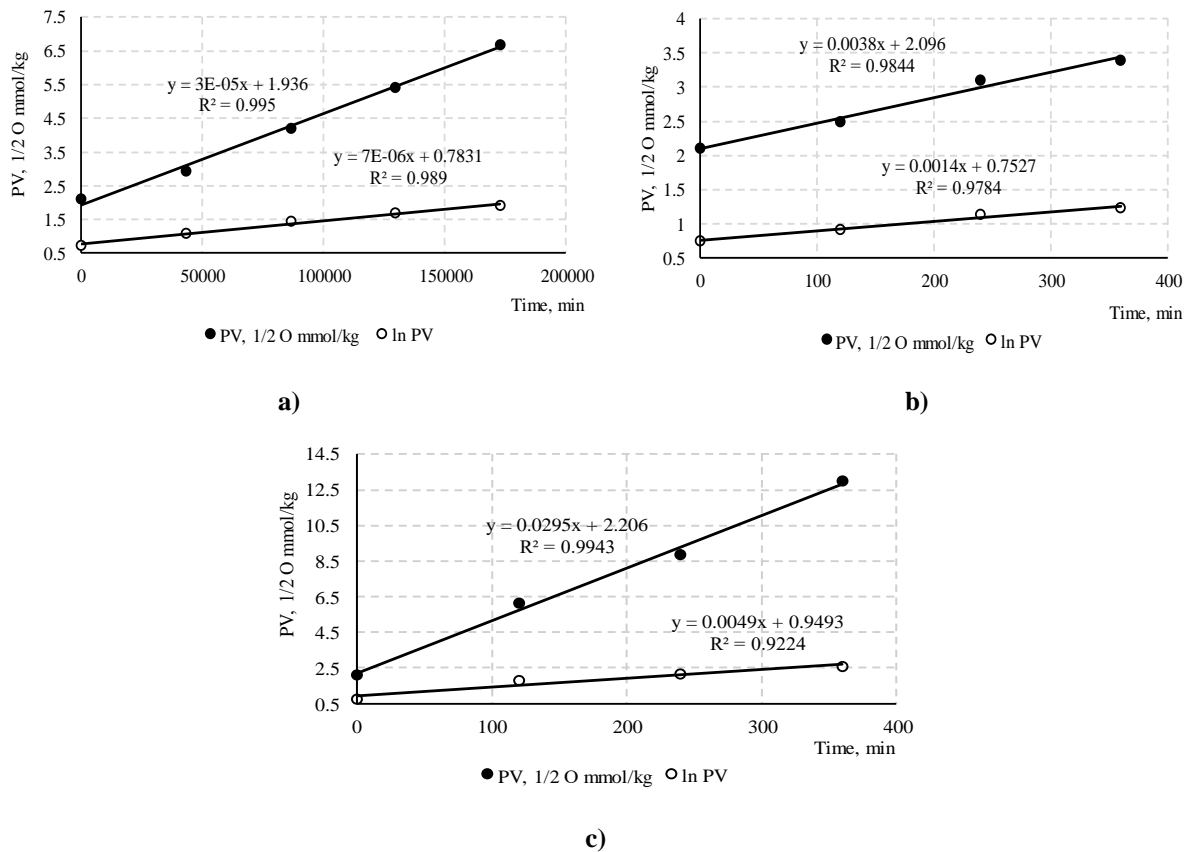 7.5
6.5
5.5
4.5
3.5
2.5
1.5
0.5
PV, 1/2 O mmol/kg
y = 3E-05x + 1.936
R² = 0.995
y = 7E-06x + 0.7831
R² = 0.989
0 50000 100000 150000 200000
Time, min
PV, 1/2 O mmol/kg ln PV
a)
4
3.5
3
2.5
2
1.5
1
0.5
PV, 1/2 O mmol/kg
y = 0.0038x + 2.096
R² = 0.9844
y = 0.0014x + 0.7527
R² = 0.9784
0 100 200 300 400
Time, min
PV, 1/2 O mmol/kg ln PV
b)
14.5
12.5
10.5
8.5
6.5
4.5
2.5
0.5
PV, 1/2 O mmol/kg
y = 0.0295x + 2.206
R² = 0.9943
y = 0.0049x + 0.9493
R² = 0.9224
0 100 200 300 400
Time, min
PV, 1/2 O mmol/kg ln PV
c)